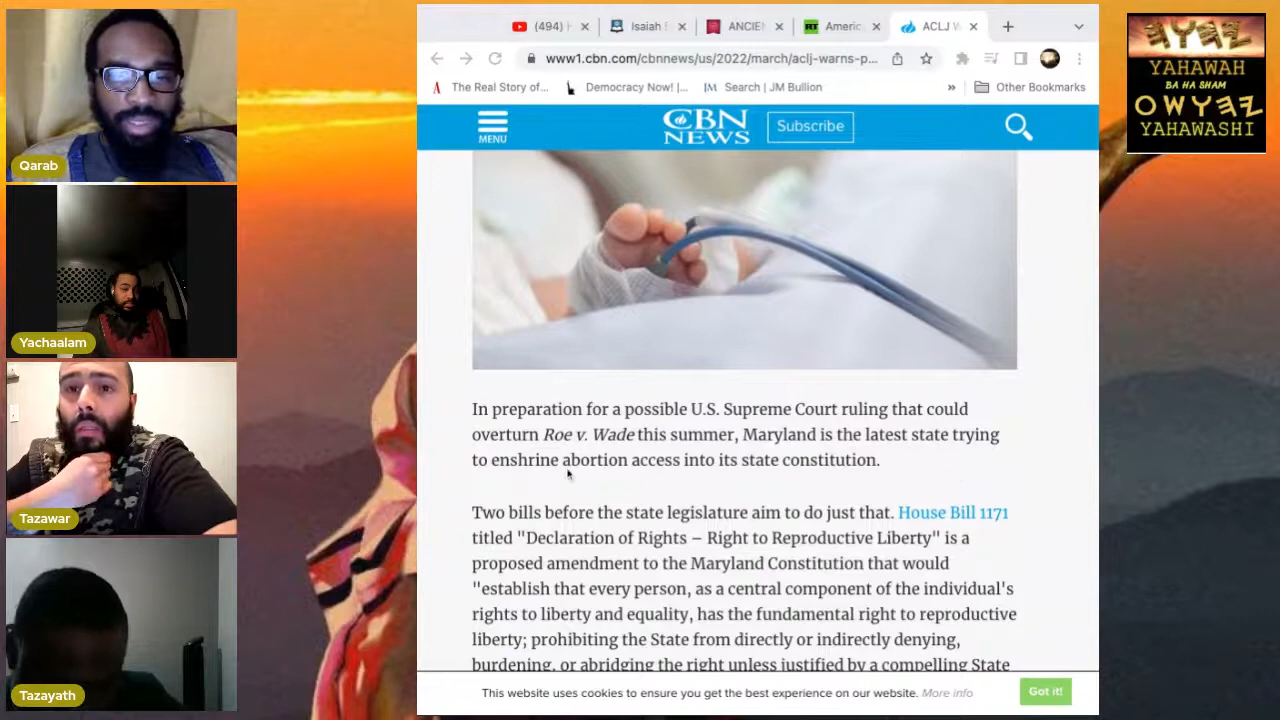 (494) H
Isaiah 
ANCIE
RT
Americ
ACLJ W
www1.cbn.com/cbnnews/us/2022/march/aclj-warns-p...
The Real Story of...
Democracy Now! |...
JM
Search | JM Bullion
»
Other Bookmarks
MENU
CBN
NEWS
Subscribe
In preparation for a possible U.S. Supreme Court ruling that could
overturn Roe v. Wade this summer, Maryland is the latest state trying
to enshrine abortion access into its state constitution.
Two bills before the state legislature aim to do just that. House Bill 1171
titled "Declaration of Rights – Right to Reproductive Liberty" is a
proposed amendment to the Maryland Constitution that would
"establish that every person, as a central component of the individual's
rights to liberty and equality, has the fundamental right to reproductive
liberty; prohibiting the State from directly or indirectly denying,
burdening, or abridging the right unless justified by a compelling State
This website uses cookies to ensure you get the best experience on our website. More info
Got it!
Qarab
Yachaalam
Tazawar
Tazayath
YAHAWAH
BA HA SHAM
YAHAWASHI